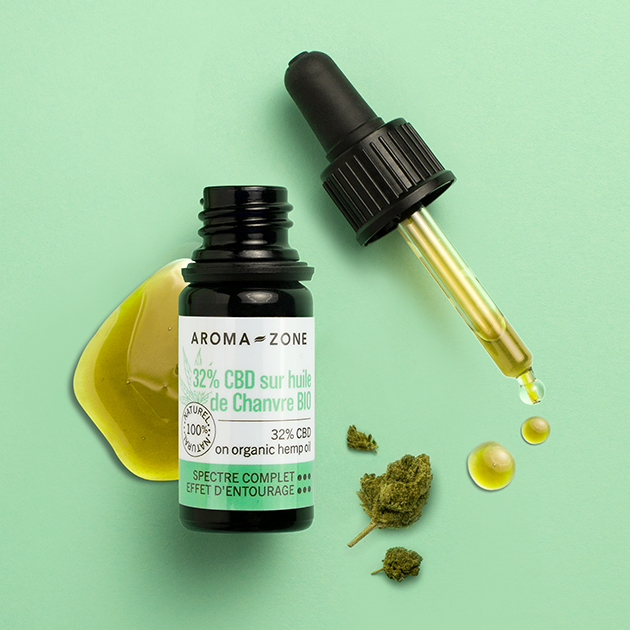 AROMA ZONE
32% CBD sur huile
de Chanvre BIO
NATUREL
100%
NATURAL
32% CBD
on organic hemp oil
SPECTRE COMPLET
EFFET D'ENTOURAGE